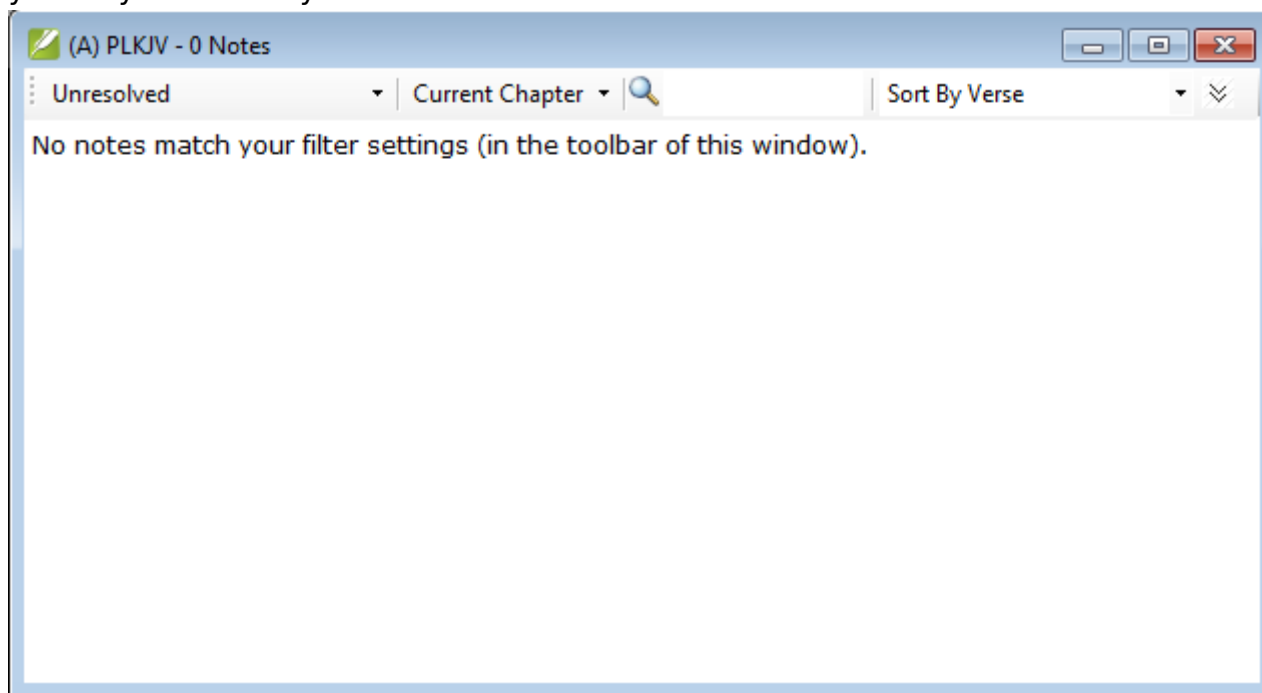 (A) PLKJV - 0 Notes
Unresolved Current Chapter Sort By Verse
No notes match your filter settings (in the toolbar of this window).